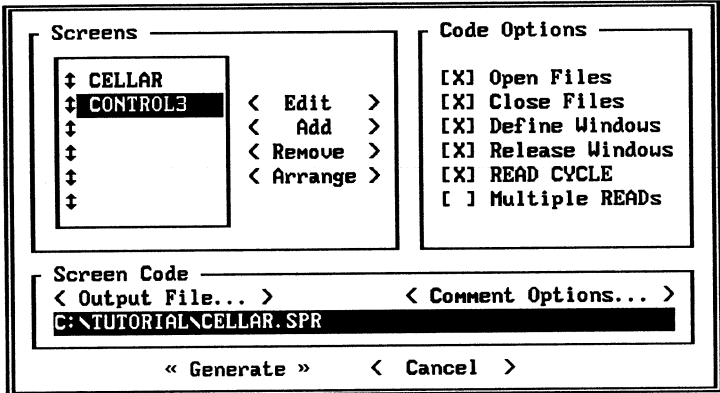 Screens
↕ CELLAR
↕ CONTROL3
↕
↕
↕
↕
< Edit >
< Add >
< Remove >
< Arrange >
Code Options
[X] Open Files
[X] Close Files
[X] Define Windows
[X] Release Windows
[X] READ CYCLE
[ ] Multiple READs
Screen Code
< Output File... > < Comment Options... >
C:\TUTORIAL\CELLAR.SPR
« Generate » < Cancel >